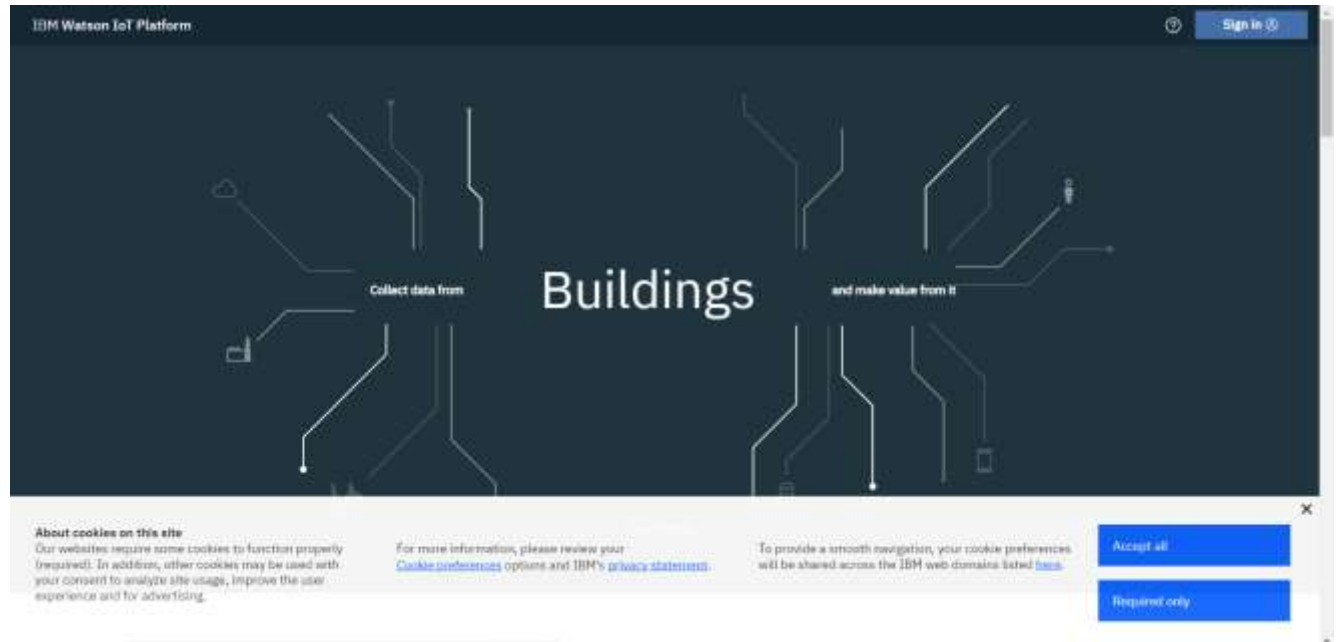 IBM Watson IoT Platform
Sign in
Collect data from
Buildings
and make value from it
About cookies on this site
Our websites require some cookies to function properly
(required). In addition, other cookies may be used with
your consent to analyze site usage, improve the user
experience and for advertising.
For more information, please review your
Cookie preferences options and IBM's privacy statement.
To provide a smooth navigation, your cookie preferences
will be shared across the IBM web domains listed here.
Accept all
Required only